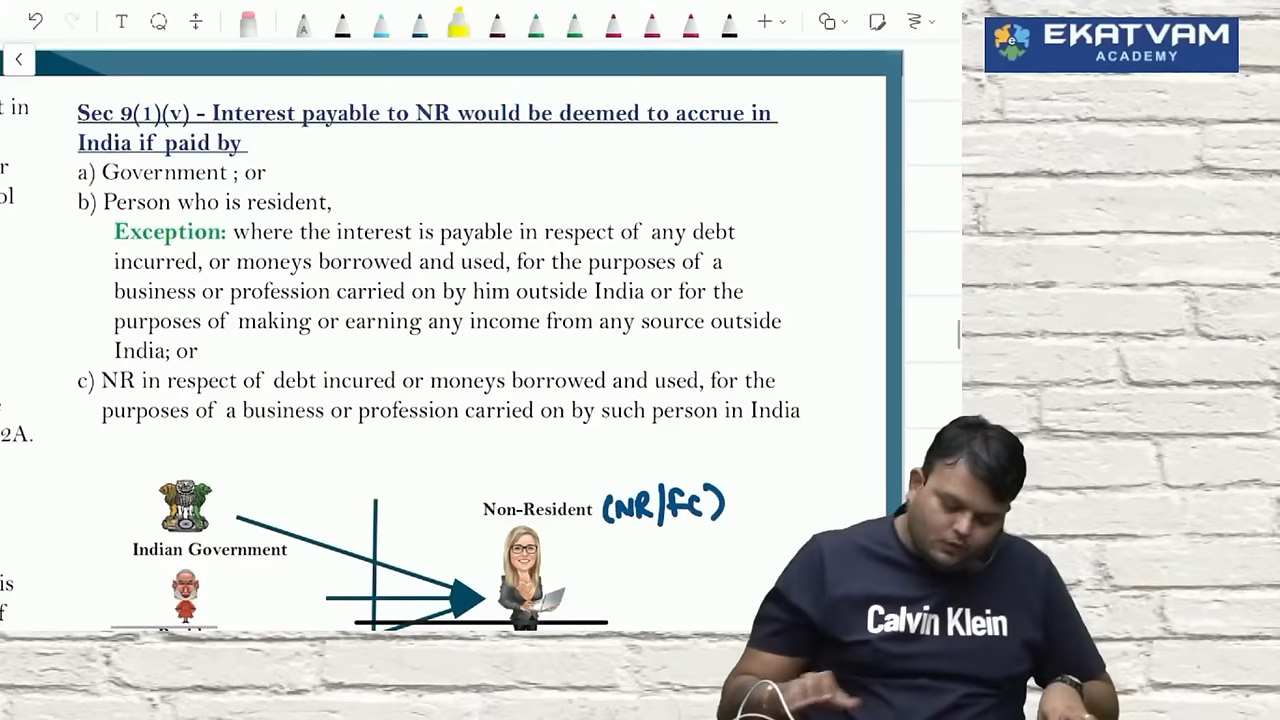 EKATVAM
ACADEMY
t in
r
ol
2A.
is
f
Sec 9(1)(v) - Interest payable to NR would be deemed to accrue in
India if paid by
a) Government ; or
b) Person who is resident,
Exception: where the interest is payable in respect of any debt
incurred, or moneys borrowed and used, for the purposes of a
business or profession carried on by him outside India or for the
purposes of making or earning any income from any source outside
India; or
c) NR in respect of debt incured or moneys borrowed and used, for the
purposes of a business or profession carried on by such person in India
Non-Resident (NR/FC)
Indian Government
Calvin Klein